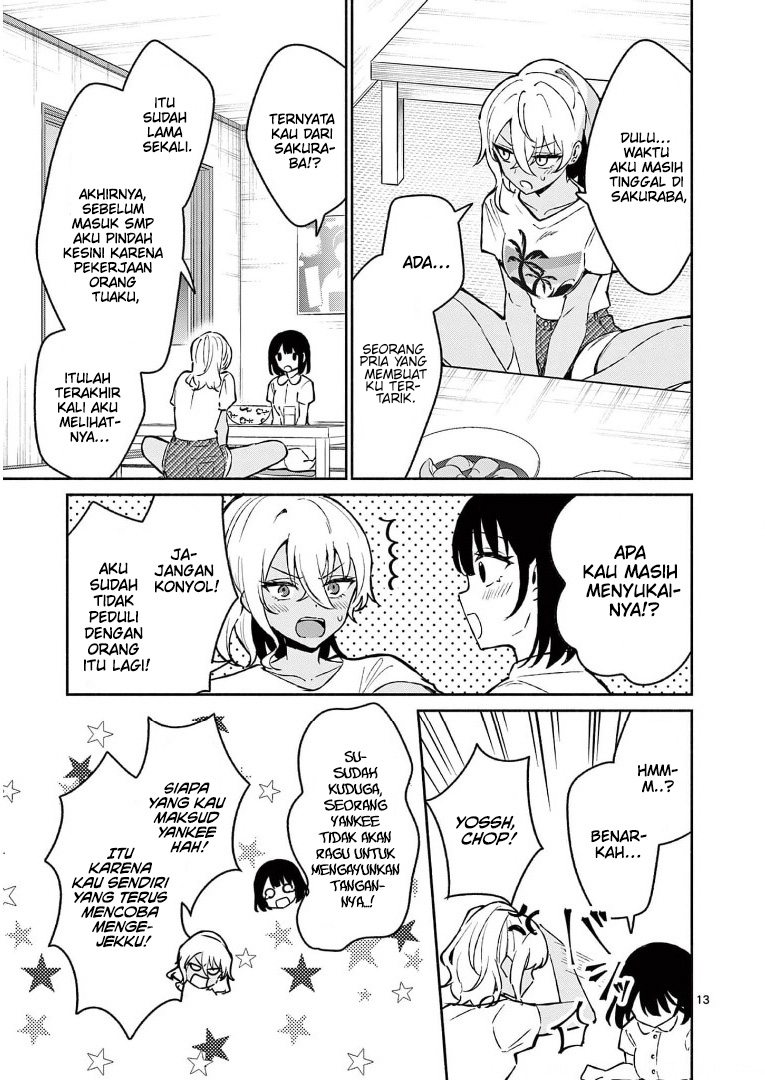 DULU...
WAKTU
AKU MASIH
TINGGAL DI
SAKURABA,
ADA...
SEORANG
PRIA YANG
MEMBUAT
KU TER-
TARIK.
TERNYATA
KAU DARI
SAKURA-
BA!?
ITU
SUDAH
LAMA
SEKALI.
AKHIRNYA,
SEBELUM
MASUK SMP
AKU PINDAH
KESINI KARENA
PEKERJAAN
ORANG
TUAKU,
ITULAH
TERAKHIR
KALI AKU
MELIHAT-
NYA...
APA
KAU MASIH
MENYUKAI-
NYA!?
JA-
JANGAN
KONYOL!
AKU
SUDAH
TIDAK
PEDULI
DENGAN
ORANG
ITU LAGI!
HMM-
M..?
BENAR-
KAH...
YOSSH,
CHOP!
SU-
SUDAH
KUDUGA,
SEORANG
YANKEE
TIDAK AKAN
RAGU UNTUK
MENGAYUNKAN
TANGAN-
NYA..!
SIAPA
YANG KAU
MAKSUD
YANKEE
HAH!
ITU
KARENA
KAU SENDIRI
YANG TERUS
MENCOBA
MENGE-
JEKKU!
13